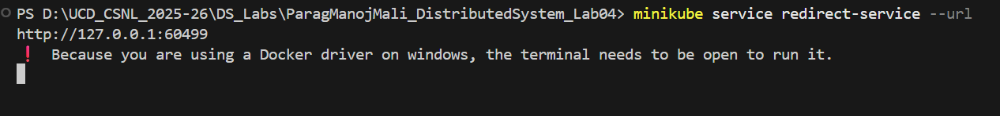 PS D:\UCD_CSNL_2025-26\DS_Labs\ParagManojMali_DistributedSystem_Lab04> minikube service redirect-service --url
http://127.0.0.1:60499
❗  Because you are using a Docker driver on windows, the terminal needs to be open to run it.